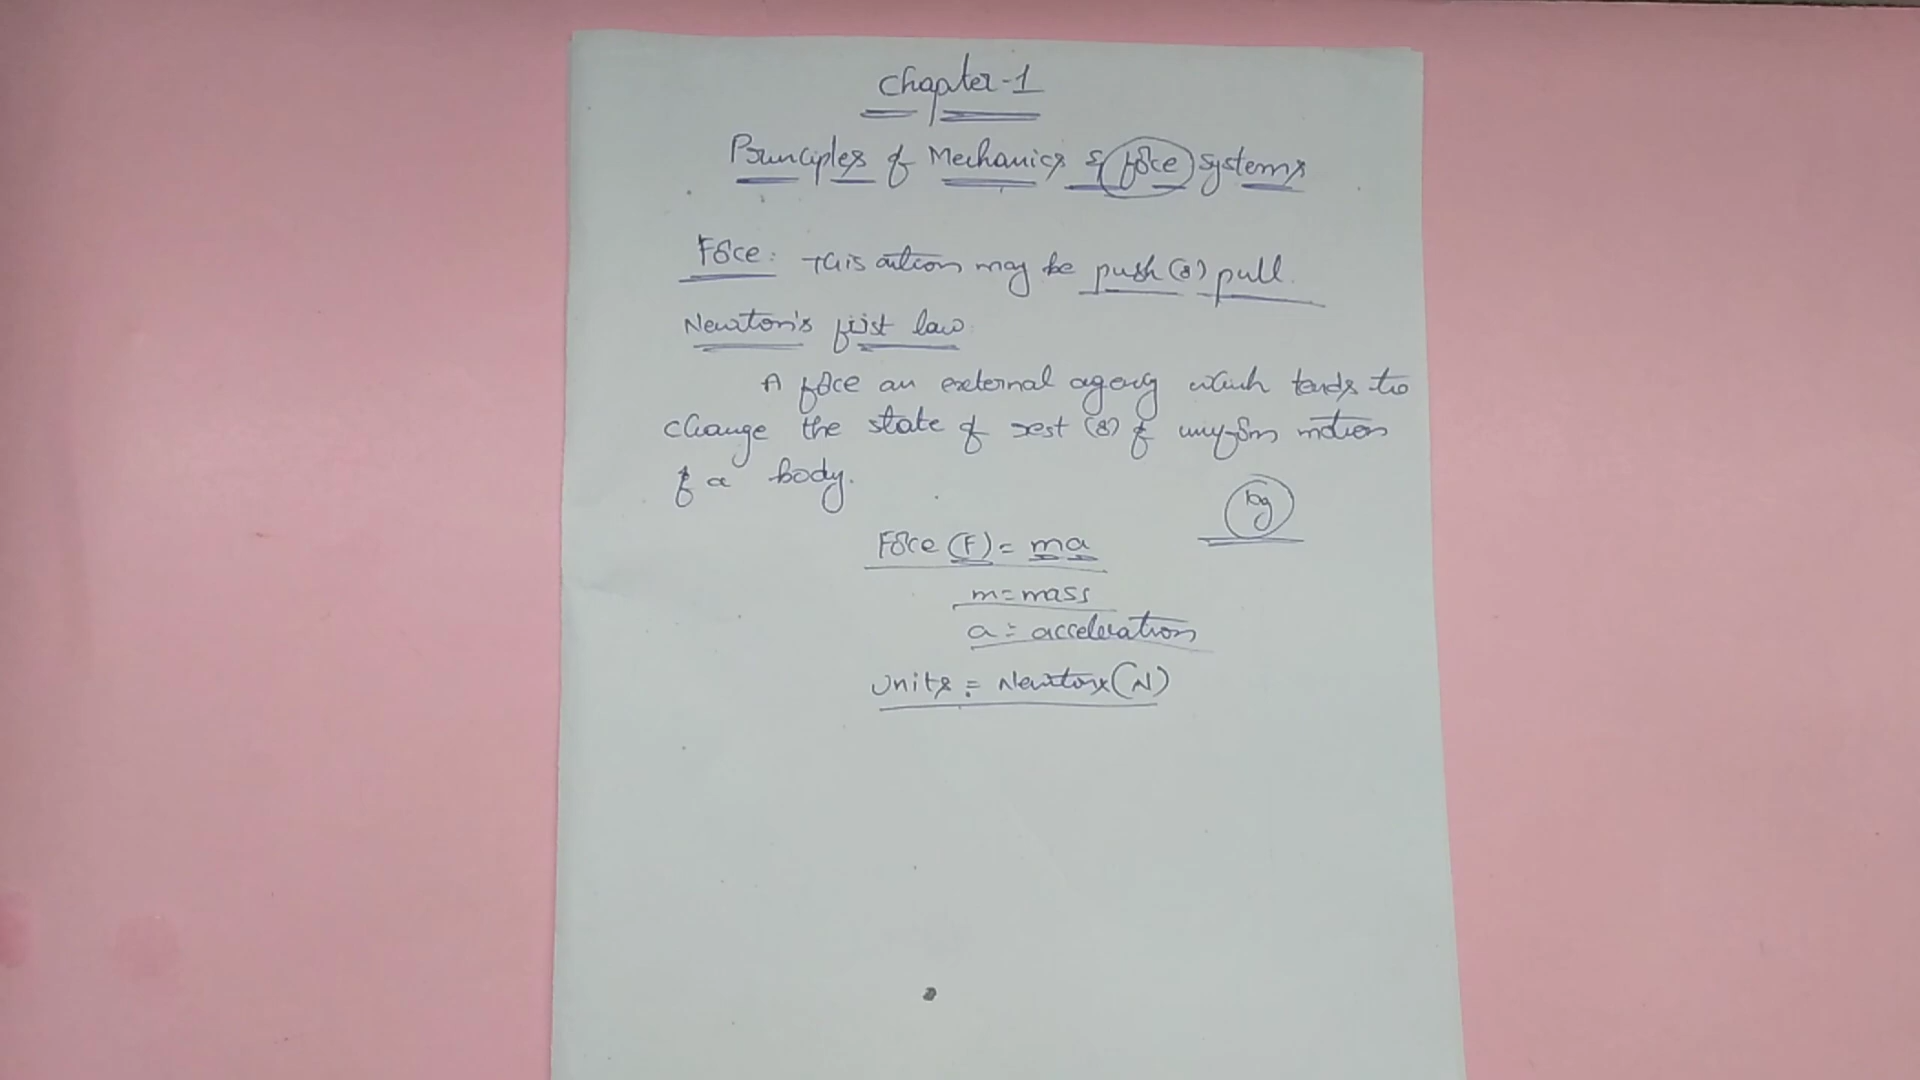 Chapter-1
Principles of Mechanics & force systems
Force: This action may be push (or) pull.
Newton's first law:
A force an external agency which tends to
change the state of rest (or) of uniform motion
of a body.
kg
Force (F) = ma
m = mass
a = acceleration
Units = Newtons (N)